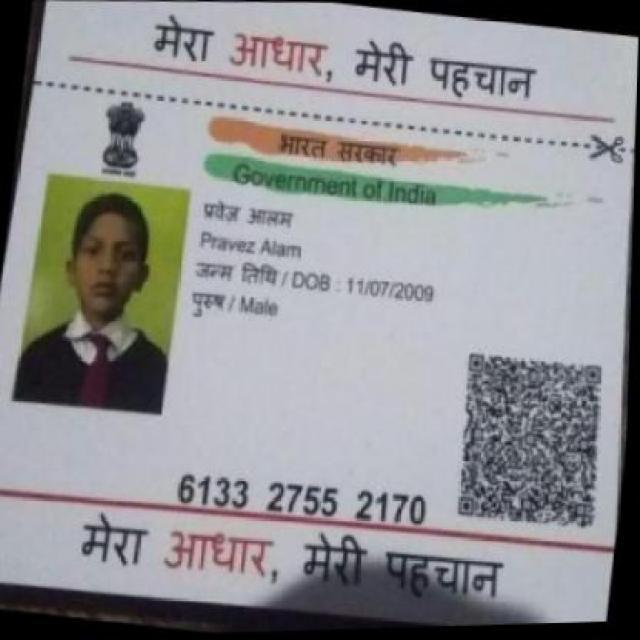 मेरा आधार, मेरी पहचान
भारत सरकार
Government of India
प्रवेज आलम
Pravez Alam
जन्म तिथि / DOB : 11/07/2009
पुरुष / Male
6133 2755 2170
मेरा आधार, मेरी पहचान